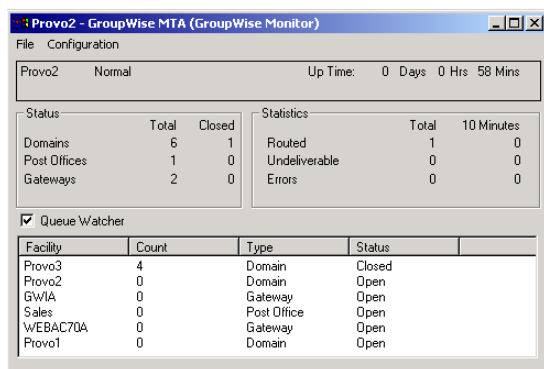 Provo2 - GroupWise MTA (GroupWise Monitor)
File Configuration
Provo2 Normal Up Time: 0 Days 0 Hrs 58 Mins
Status
Total Closed
Domains 6 1
Post Offices 1 0
Gateways 2 0
Statistics
Total 10 Minutes
Routed 1 0
Undeliverable 0 0
Errors 0 0
Queue Watcher
Facility Count Type Status
Provo3 4 Domain Closed
Provo2 0 Domain Open
GWIA 0 Gateway Open
Sales 0 Post Office Open
WEBAC70A 0 Gateway Open
Provo1 0 Domain Open